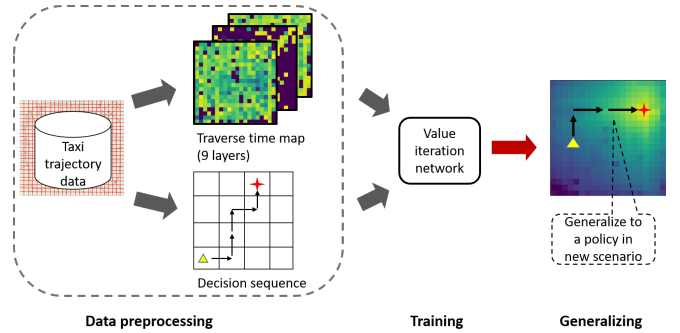 Taxi
trajectory
data
Traverse time map
(9 layers)
Decision sequence
Value
iteration
network
Generalize to
a policy in
new scenario
Data preprocessing
Training
Generalizing